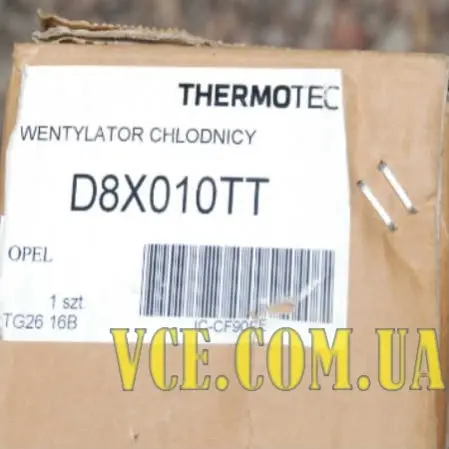 THERMOTEC
WENTYLATOR CHLODNICY
D8X010TT
OPEL
1 szt
TG26 16B
VCE.COM.UA